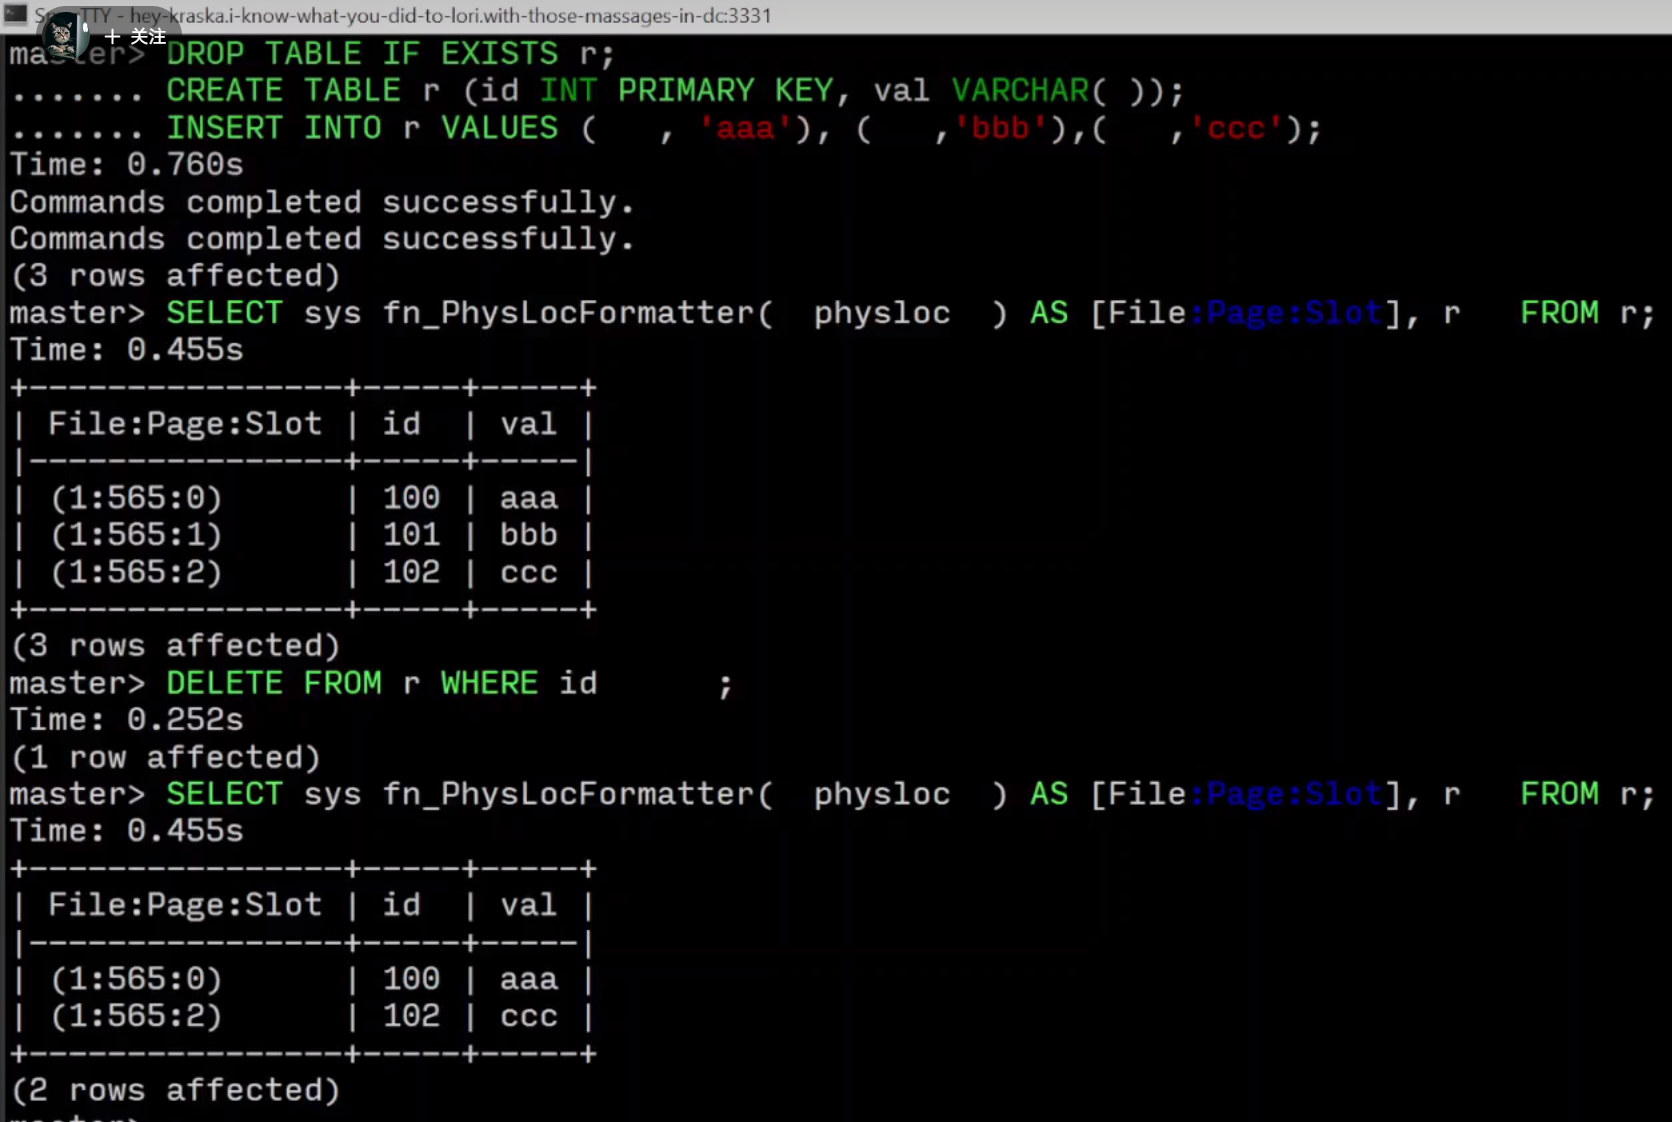 TTY - hey-kraska.i-know-what-you-did-to-lori.with-those-massages-in-dc:3331
+ 关注
master> DROP TABLE IF EXISTS r;
....... CREATE TABLE r (id INT PRIMARY KEY, val VARCHAR( ));
....... INSERT INTO r VALUES (   , 'aaa'), (   ,'bbb'),(   ,'ccc');
Time: 0.760s
Commands completed successfully.
Commands completed successfully.
(3 rows affected)
master> SELECT sys fn_PhysLocFormatter(  physloc  ) AS [File:Page:Slot], r   FROM r;
Time: 0.455s
+----------------+-----+-----+
| File:Page:Slot | id  | val |
|----------------+-----+-----|
| (1:565:0)      | 100 | aaa |
| (1:565:1)      | 101 | bbb |
| (1:565:2)      | 102 | ccc |
+----------------+-----+-----+
(3 rows affected)
master> DELETE FROM r WHERE id      ;
Time: 0.252s
(1 row affected)
master> SELECT sys fn_PhysLocFormatter(  physloc  ) AS [File:Page:Slot], r   FROM r;
Time: 0.455s
+----------------+-----+-----+
| File:Page:Slot | id  | val |
|----------------+-----+-----|
| (1:565:0)      | 100 | aaa |
| (1:565:2)      | 102 | ccc |
+----------------+-----+-----+
(2 rows affected)
master>